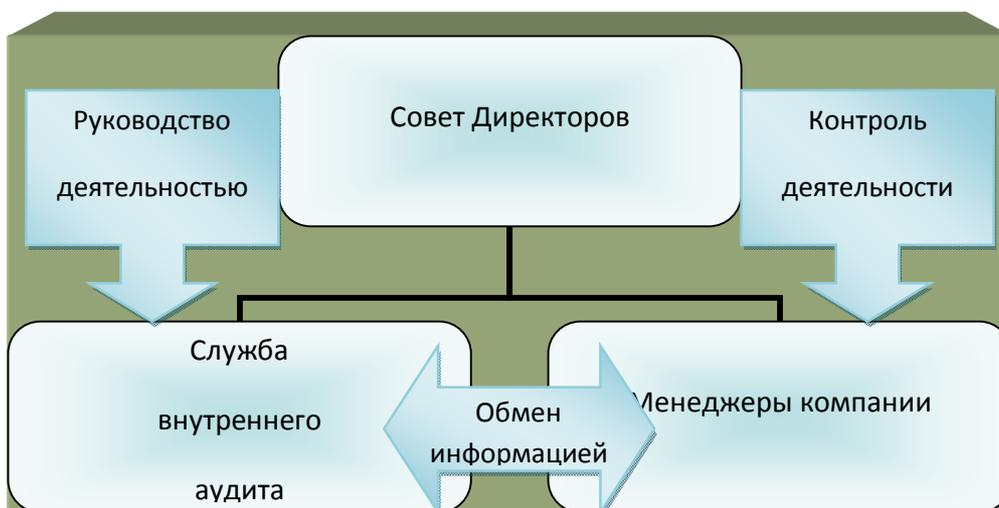 Совет Директоров
Руководство
деятельностью
Контроль
деятельности
Служба
внутреннего
аудита
Обмен
информацией
Менеджеры компании